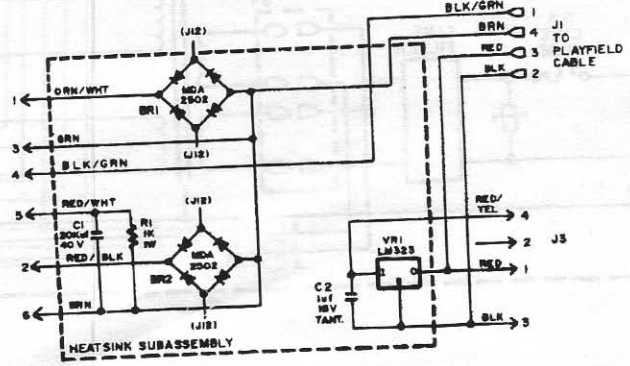 BLK/GRN
1
(J12)
BRN
4
J1
TO
PLAYFIELD
CABLE
RED
3
BLK
2
ORN/WHT
1
MDA
2502
BR1
3
BRN
(J12)
4
BLK/GRN
5
RED/WHT
(J12)
C1
20Kuf
40V
R1
1K
1W
RED/
YEL
4
2
J3
VR1
LM323
2
RED/BLK
MDA
2502
BR2
I
O
RED
1
C2
1uf
18V
TANT.
6
BRN
(J12)
BLK
3
HEATSINK SUBASSEMBLY